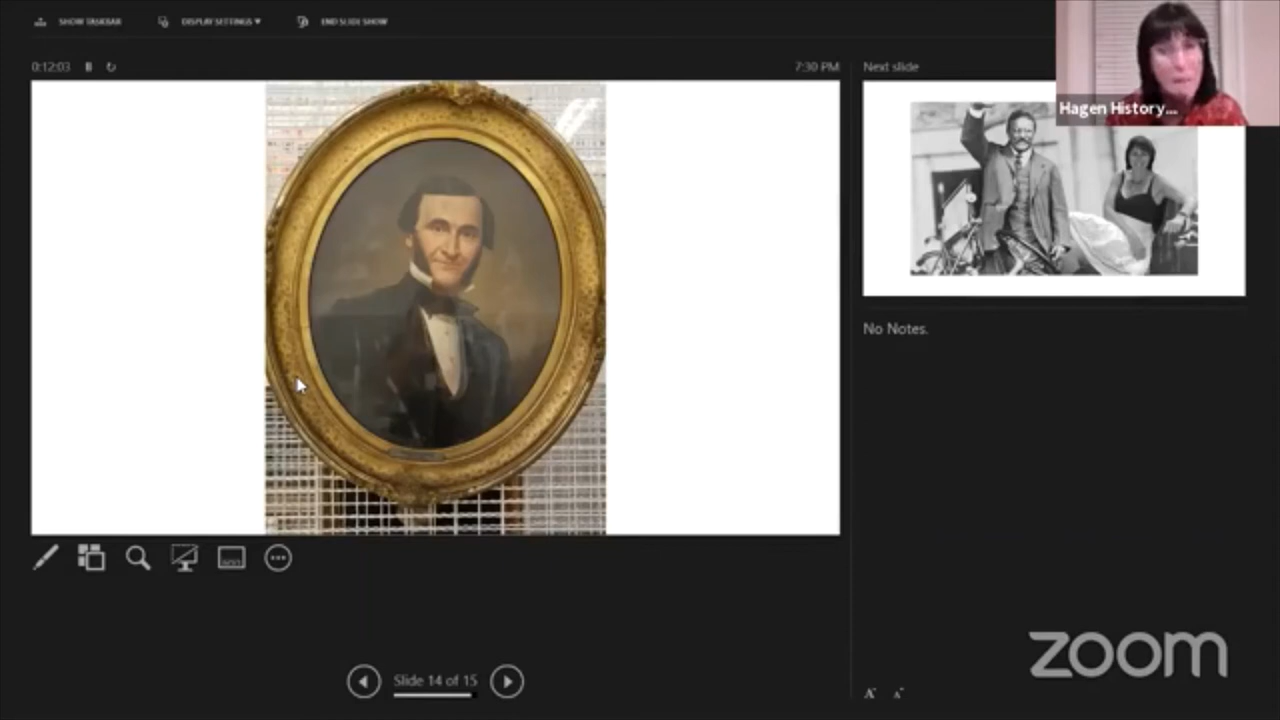 SHOW TASKBAR
DISPLAY SETTINGS ▼
END SLIDE SHOW
0:12:03
7:30 PM
Next slide
Hagen History...
No Notes.
Slide 14 of 15
zoom
A A